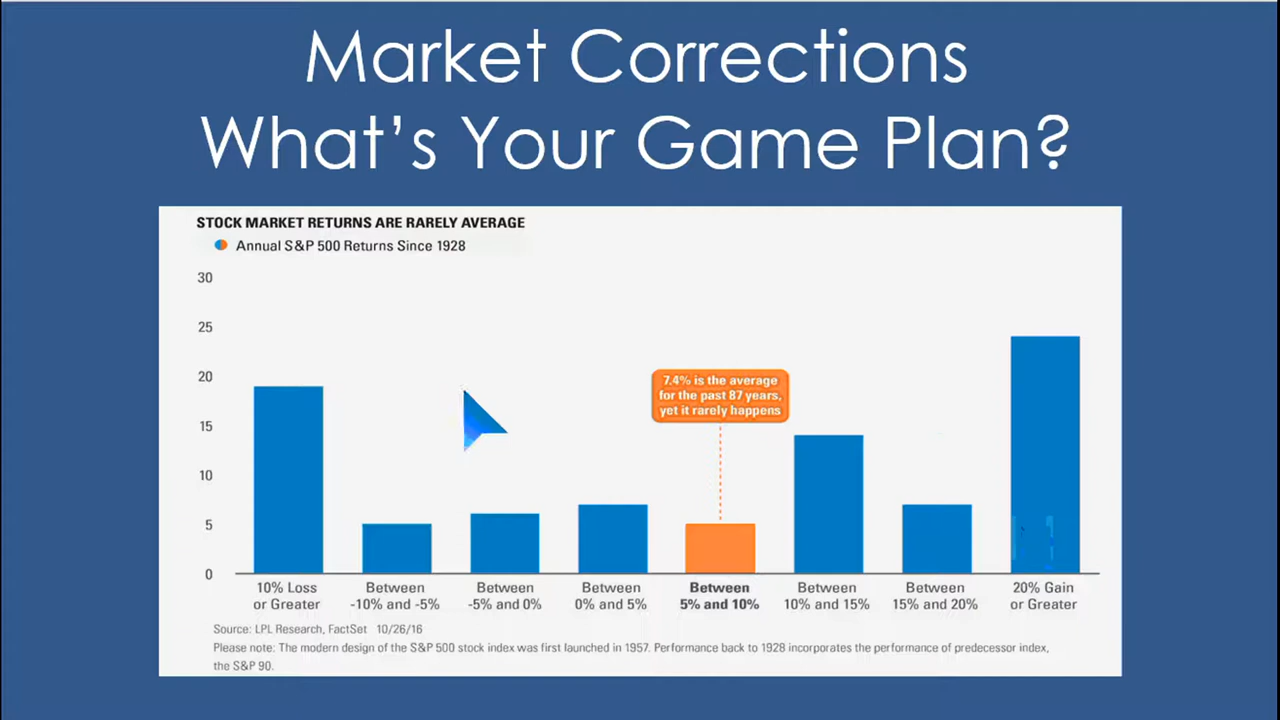 Market Corrections
What's Your Game Plan?
STOCK MARKET RETURNS ARE RARELY AVERAGE
Annual S&P 500 Returns Since 1928
30
25
20
15
10
5
0
7.4% is the average
for the past 87 years,
yet it rarely happens
10% Loss
or Greater
Between
-10% and -5%
Between
-5% and 0%
Between
0% and 5%
Between
5% and 10%
Between
10% and 15%
Between
15% and 20%
20% Gain
or Greater
Source: LPL Research, FactSet 10/26/16
Please note: The modern design of the S&P 500 stock index was first launched in 1957. Performance back to 1928 incorporates the performance of predecessor index,
the S&P 90.